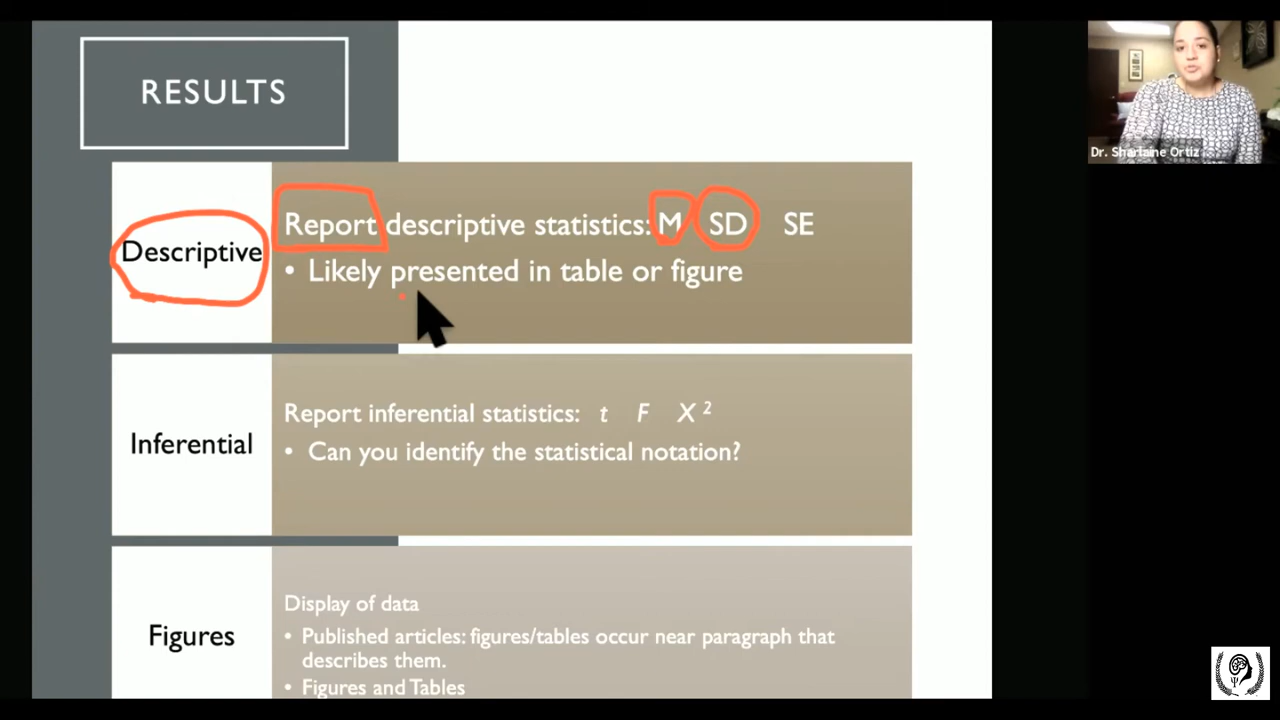 RESULTS
Dr. Sharlaine Ortiz
Descriptive
Report descriptive statistics: M SD SE
• Likely presented in table or figure
Inferential
Report inferential statistics: t F X²
• Can you identify the statistical notation?
Figures
Display of data
• Published articles: figures/tables occur near paragraph that
describes them.
• Figures and Tables